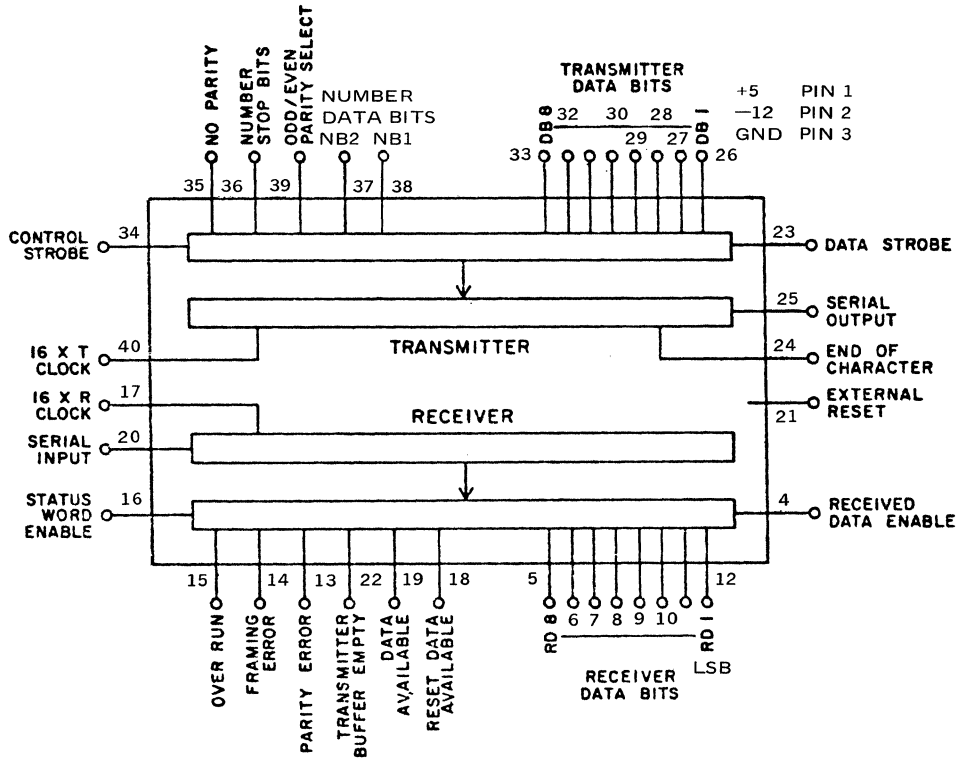 NO PARITY
NUMBER
STOP BITS
ODD/EVEN
PARITY SELECT
NUMBER
DATA BITS
NB2 NB1
TRANSMITTER
DATA BITS
DB 8 32 30 28 DB 1
29 27
33 26
+5 PIN 1
−12 PIN 2
GND PIN 3
35 36 39 37 38
CONTROL
STROBE
34
23
DATA STROBE
25
SERIAL
OUTPUT
16 X T
CLOCK
40
TRANSMITTER
24
END OF
CHARACTER
16 X R
CLOCK
17
RECEIVER
21
EXTERNAL
RESET
SERIAL
INPUT
20
STATUS
WORD
ENABLE
16
4
RECEIVED
DATA ENABLE
15 14 13 22 19 18 5 12
6 7 8 9 10
OVER RUN
FRAMING
ERROR
PARITY ERROR
TRANSMITTER
BUFFER EMPTY
DATA
AV,AILABLE
RESET DATA
AVAILABLE
RD 8
RD 1
LSB
RECEIVER
DATA BITS